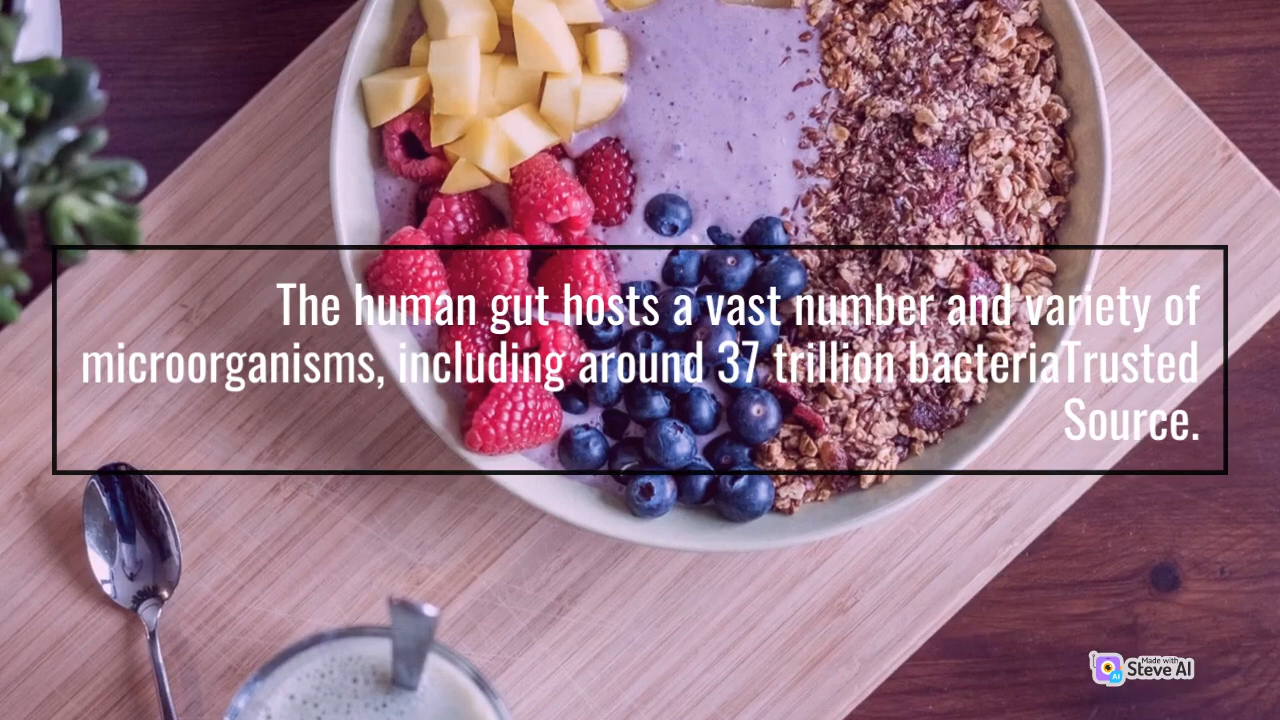 The human gut hosts a vast number and variety of
microorganisms, including around 37 trillion bacteriaTrusted
Source.
Made with
AI Steve AI